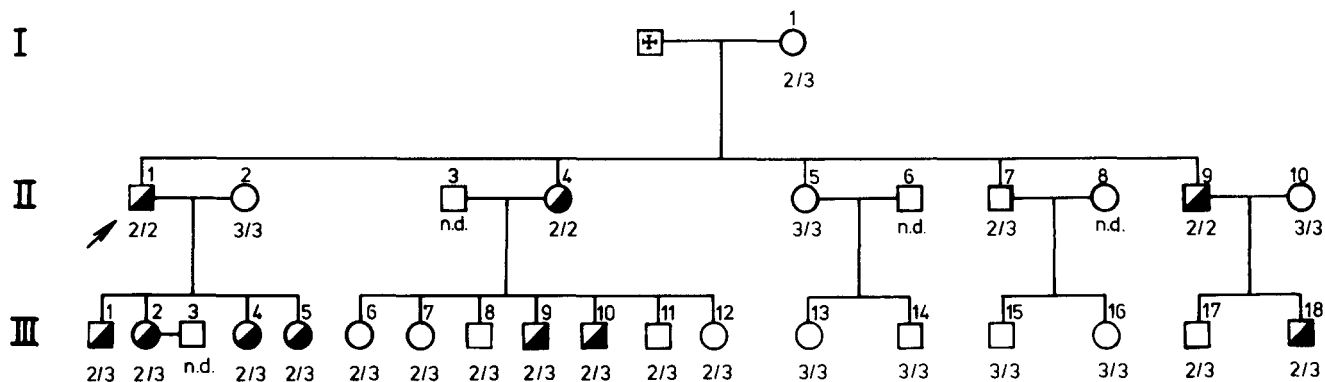 I
1
2/3
II
1 2 3 4 5 6 7 8 9 10
2/2 3/3 n.d. 2/2 3/3 n.d. 2/3 n.d. 2/2 3/3
III
1 2 3 4 5 6 7 8 9 10 11 12 13 14 15 16 17 18
2/3 2/3 n.d. 2/3 2/3 2/3 2/3 2/3 2/3 2/3 2/3 2/3 3/3 3/3 3/3 3/3 2/3 2/3